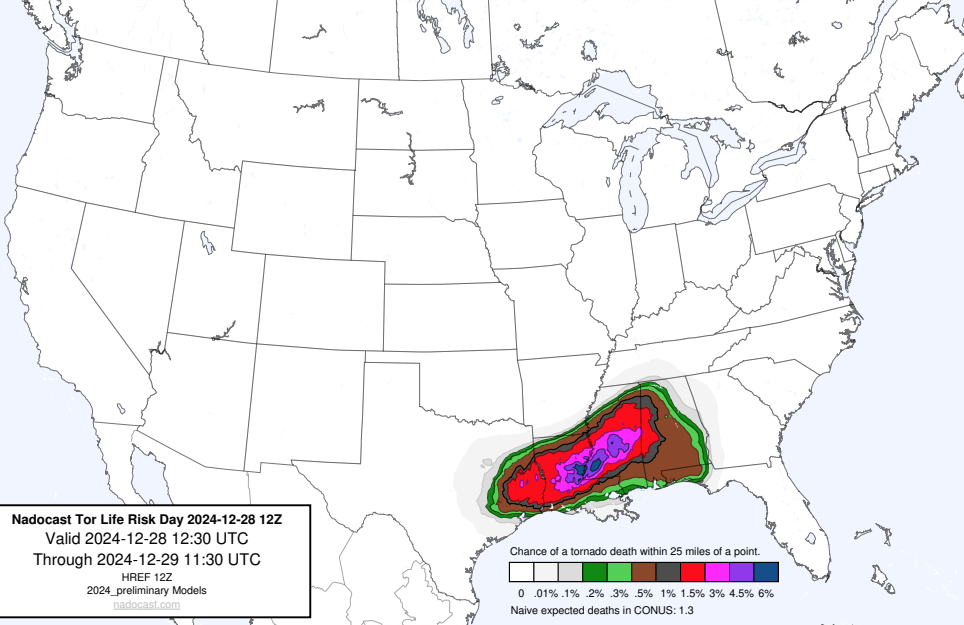 Nadocast Tor Life Risk Day 2024-12-28 12Z
Valid 2024-12-28 12:30 UTC
Through 2024-12-29 11:30 UTC
HREF 12Z
2024_preliminary Models
nadocast.com
Chance of a tornado death within 25 miles of a point.
0 .01% .1% .2% .3% .5% 1% 1.5% 3% 4.5% 6%
Naive expected deaths in CONUS: 1.3